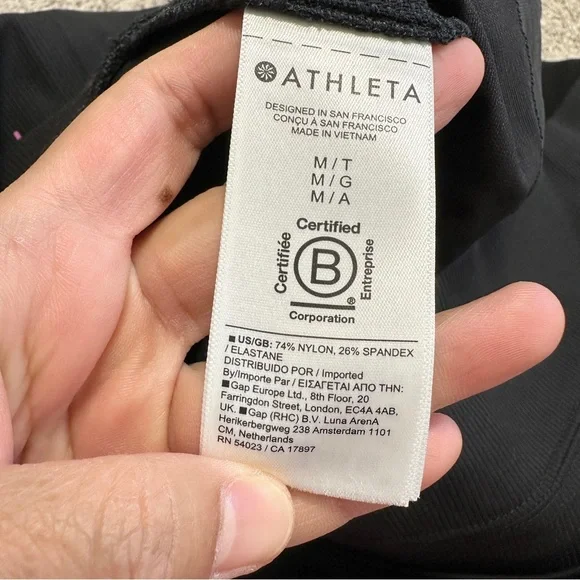 ATHLETA
DESIGNED IN SAN FRANCISCO
CONÇU À SAN FRANCISCO
MADE IN VIETNAM
M / T
M / G
M / A
Certified
Certifiée
B
Entreprise
®
Corporation
■ US/GB: 74% NYLON, 26% SPANDEX
/ ELASTANE
DISTRIBUIDO POR / Imported
By/Importe Par / ΕΙΣΑΓΕΤΑΙ ΑΠΟ ΤΗΝ:
■ Gap Europe Ltd., 8th Floor, 20
Farringdon Street, London, EC4A 4AB,
UK. ■ Gap (RHC) B.V. Luna ArenA
Herikerbergweg 238 Amsterdam 1101
CM, Netherlands
RN 54023 / CA 17897